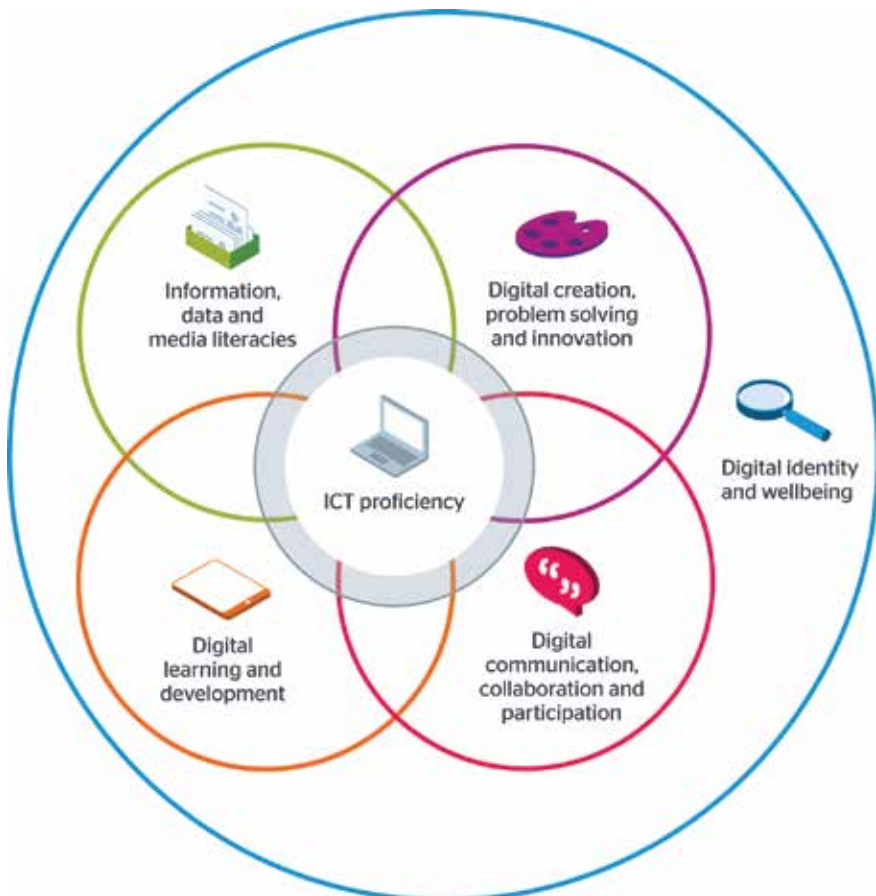 Information,
data and
media literacies
Digital creation,
problem solving
and innovation
ICT proficiency
Digital identity
and wellbeing
Digital
learning and
development
Digital
communication,
collaboration and
participation